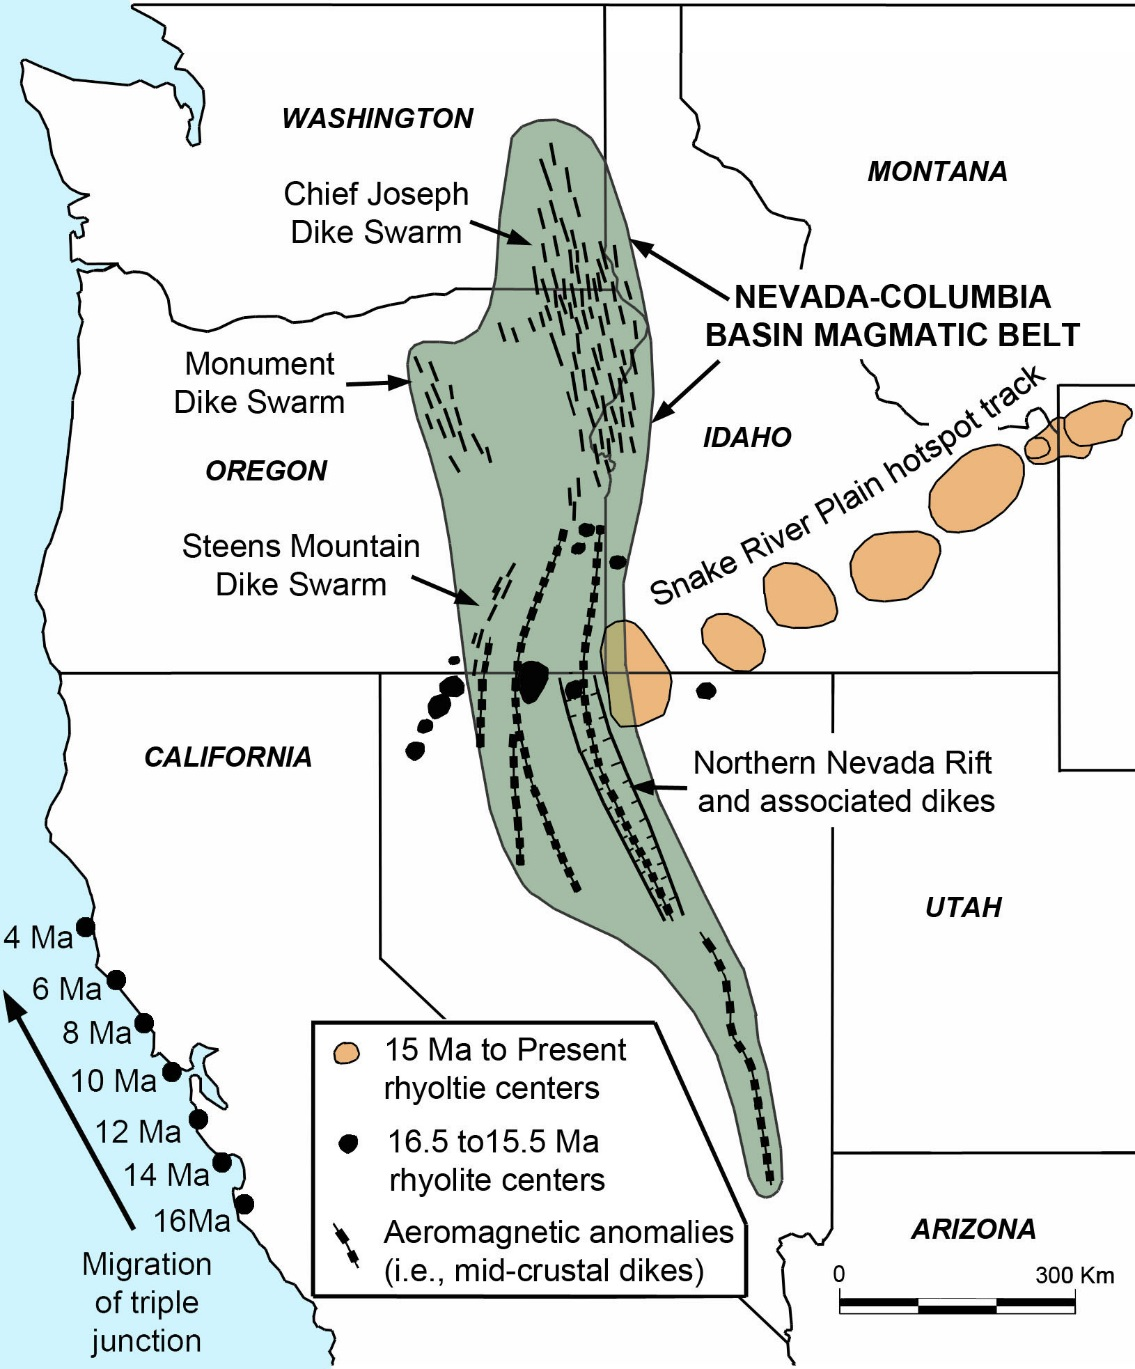 WASHINGTON
MONTANA
Chief Joseph
Dike Swarm
NEVADA-COLUMBIA
BASIN MAGMATIC BELT
Monument
Dike Swarm
Snake River Plain hotspot track
IDAHO
OREGON
Steens Mountain
Dike Swarm
CALIFORNIA
Northern Nevada Rift
and associated dikes
UTAH
4 Ma
6 Ma
8 Ma
10 Ma
12 Ma
14 Ma
16Ma
Migration
of triple
junction
15 Ma to Present
rhyoltie centers
16.5 to15.5 Ma
rhyolite centers
Aeromagnetic anomalies
(i.e., mid-crustal dikes)
ARIZONA
0 300 Km